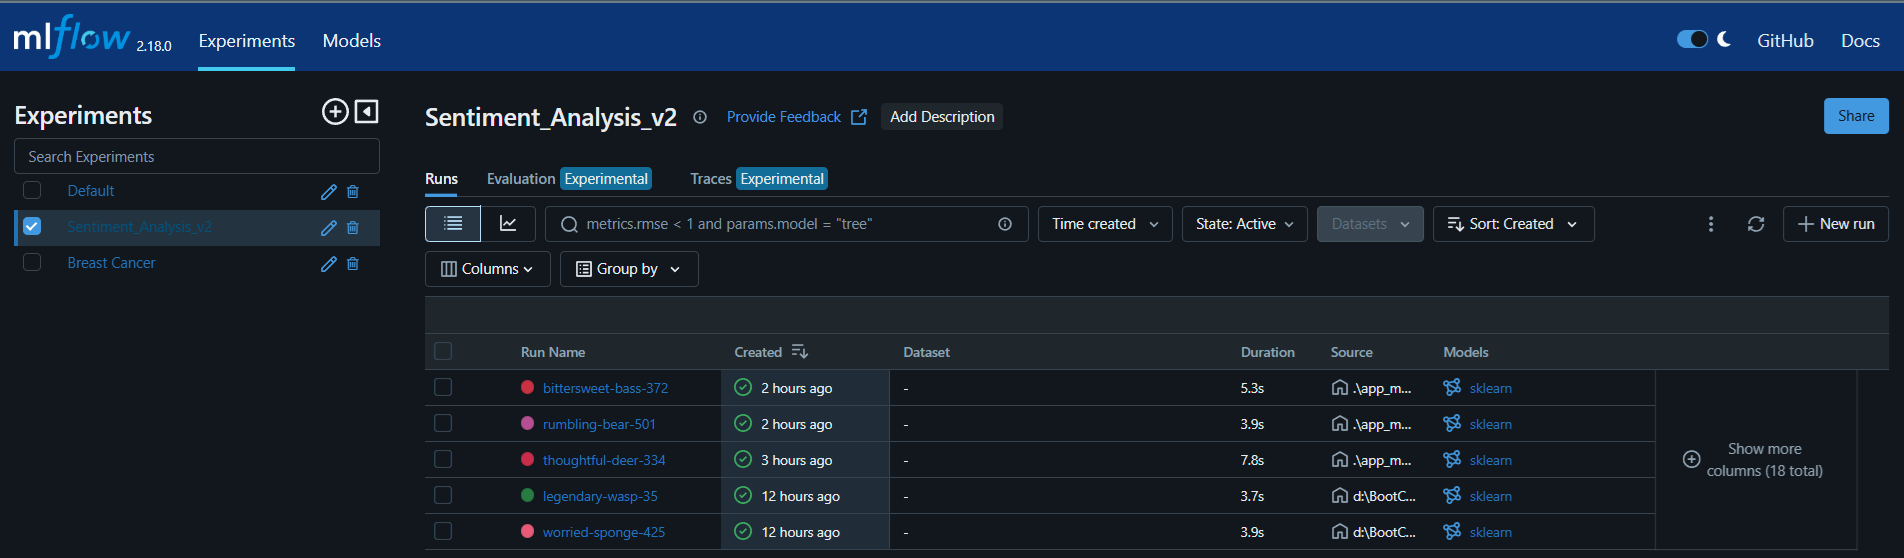 mlflow 2.18.0 Experiments Models GitHub Docs
Experiments
Search Experiments
Default
Sentiment_Analysis_v2
Breast Cancer
Sentiment_Analysis_v2 Provide Feedback Add Description Share
Runs Evaluation Experimental Traces Experimental
metrics.rmse < 1 and params.model = "tree" Time created State: Active Datasets Sort: Created New run
Columns Group by
Run Name Created Dataset Duration Source Models
bittersweet-bass-372 2 hours ago - 5.3s .\app_m... sklearn
rumbling-bear-501 2 hours ago - 3.9s .\app_m... sklearn
thoughtful-deer-334 3 hours ago - 7.8s .\app_m... sklearn
legendary-wasp-35 12 hours ago - 3.7s d:\BootC... sklearn
worried-sponge-425 12 hours ago - 3.9s d:\BootC... sklearn
Show more
columns (18 total)